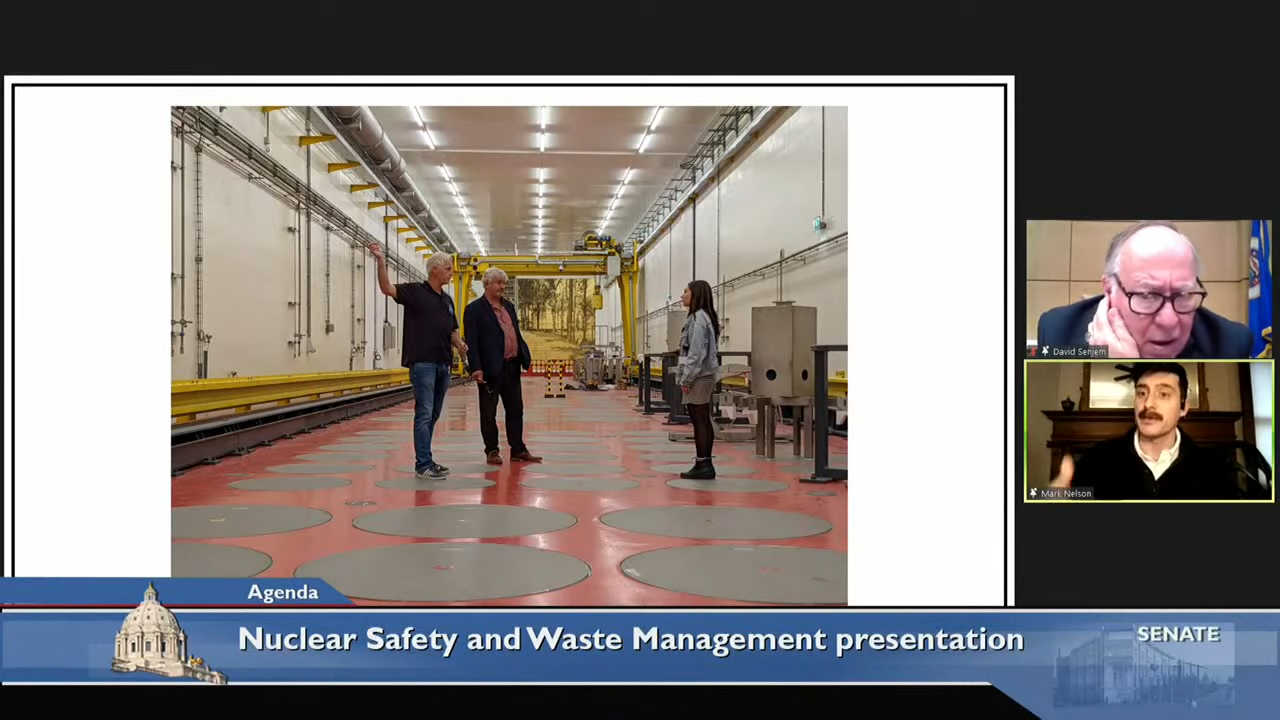 David Senjem
Mark Nelson
Agenda
Nuclear Safety and Waste Management presentation
SENATE